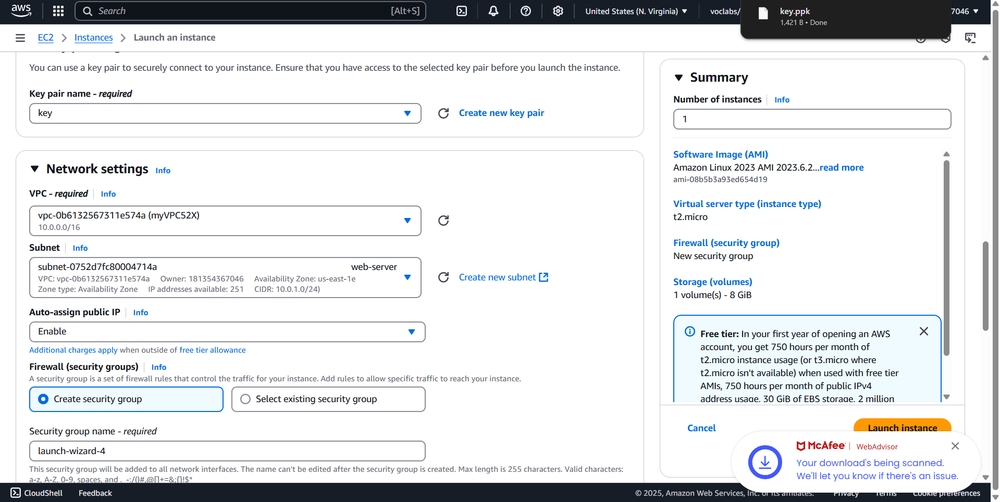 aws
Search
[Alt+S]
United States (N. Virginia)
voclabs/
key.ppk
1,421 B • Done
7046
EC2
Instances
Launch an instance
You can use a key pair to securely connect to your instance. Ensure that you have access to the selected key pair before you launch the instance.
Key pair name - required
key
Create new key pair
Network settings Info
VPC - required Info
vpc-0b6132567311e574a (myVPC52X)
10.0.0.0/16
Subnet Info
subnet-0752d7fc80004714a web-server
VPC: vpc-0b6132567311e574a Owner: 181354367046 Availability Zone: us-east-1e
Zone type: Availability Zone IP addresses available: 251 CIDR: 10.0.1.0/24)
Create new subnet
Auto-assign public IP Info
Enable
Additional charges apply when outside of free tier allowance
Firewall (security groups) Info
A security group is a set of firewall rules that control the traffic for your instance. Add rules to allow specific traffic to reach your instance.
Create security group
Select existing security group
Security group name - required
launch-wizard-4
This security group will be added to all network interfaces. The name can't be edited after the security group is created. Max length is 255 characters. Valid characters:
a-z, A-Z, 0-9, spaces, and . _-:/()#,@[]+=&;{}!$*
Summary
Number of instances Info
1
Software Image (AMI)
Amazon Linux 2023 AMI 2023.6.2...read more
ami-08b5b3a93ed654d19
Virtual server type (instance type)
t2.micro
Firewall (security group)
New security group
Storage (volumes)
1 volume(s) - 8 GiB
Free tier: In your first year of opening an AWS
account, you get 750 hours per month of
t2.micro instance usage (or t3.micro where
t2.micro isn't available) when used with free tier
AMIs, 750 hours per month of public IPv4
address usage, 30 GiB of EBS storage, 2 million
Cancel
Launch instance
McAfee | WebAdvisor
Your download's being scanned.
We'll let you know if there's an issue.
CloudShell
Feedback
© 2025, Amazon Web Services, Inc. or its affiliates.
Privacy
Terms
Cookie preferences